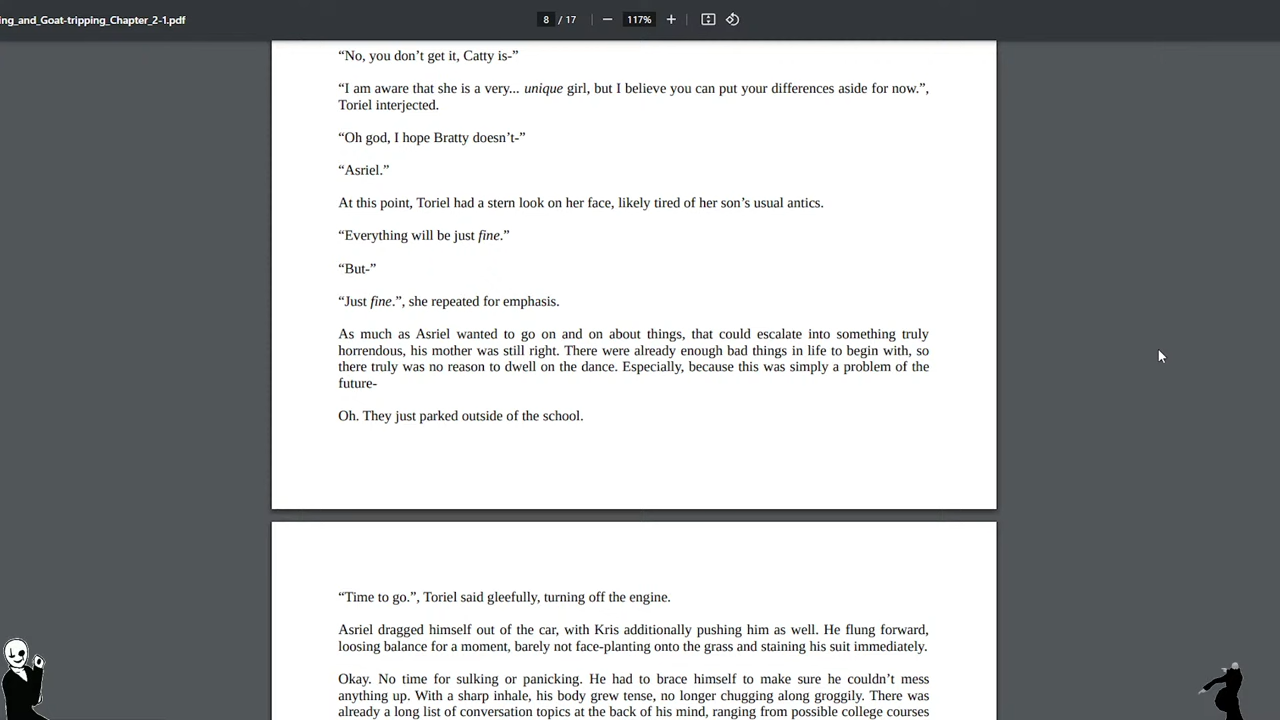 ing_and_Goat-tripping_Chapter_2-1.pdf
8 / 17
117%
“No, you don’t get it, Catty is-”
“I am aware that she is a very... unique girl, but I believe you can put your differences aside for now.”,
Toriel interjected.
“Oh god, I hope Bratty doesn’t-”
“Asriel.”
At this point, Toriel had a stern look on her face, likely tired of her son’s usual antics.
“Everything will be just fine.”
“But-”
“Just fine.”, she repeated for emphasis.
As much as Asriel wanted to go on and on about things, that could escalate into something truly
horrendous, his mother was still right. There were already enough bad things in life to begin with, so
there truly was no reason to dwell on the dance. Especially, because this was simply a problem of the
future-
Oh. They just parked outside of the school.
“Time to go.”, Toriel said gleefully, turning off the engine.
Asriel dragged himself out of the car, with Kris additionally pushing him as well. He flung forward,
loosing balance for a moment, barely not face-planting onto the grass and staining his suit immediately.
Okay. No time for sulking or panicking. He had to brace himself to make sure he couldn’t mess
anything up. With a sharp inhale, his body grew tense, no longer chugging along groggily. There was
already a long list of conversation topics at the back of his mind, ranging from possible college courses